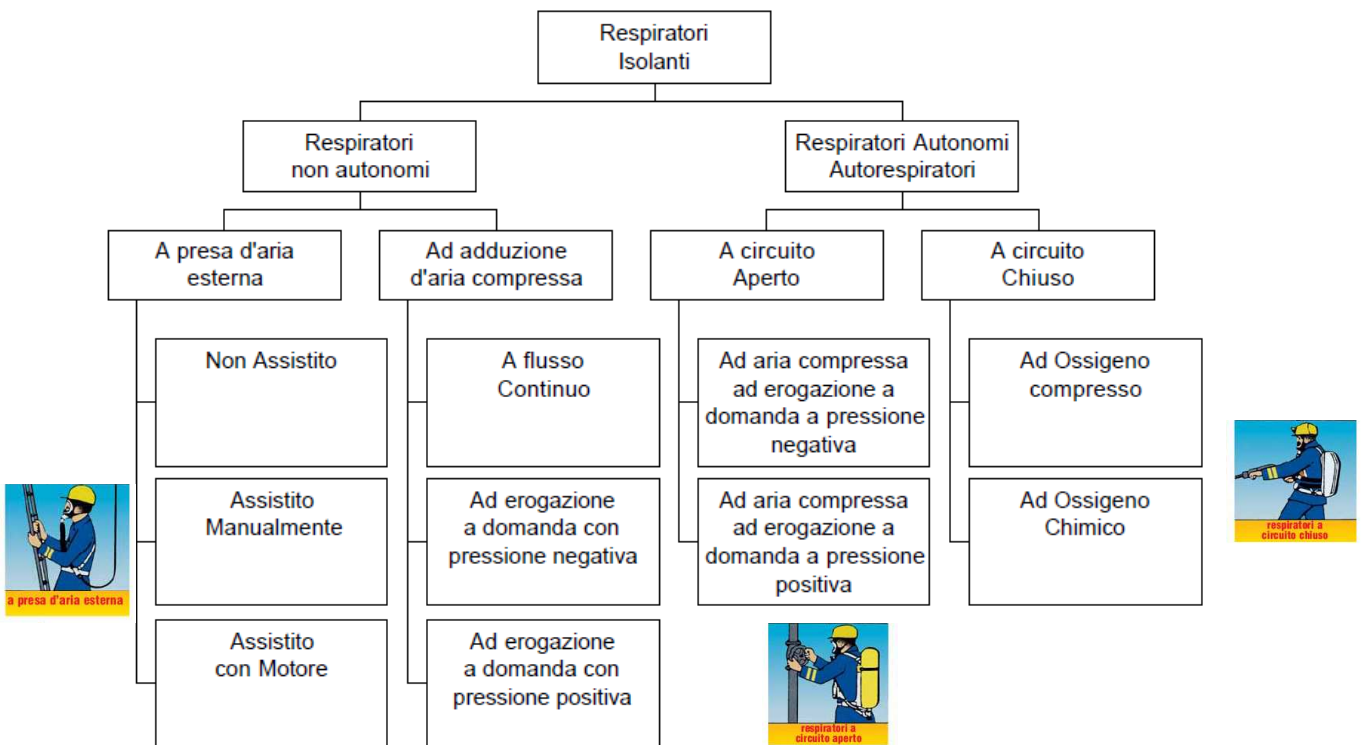 Respiratori
Isolanti
Respiratori
non autonomi
Respiratori Autonomi
Autorespiratori
A presa d'aria
esterna
Ad adduzione
d'aria compressa
A circuito
Aperto
A circuito
Chiuso
Non Assistito
A flusso
Continuo
Ad aria compressa
ad erogazione a
domanda a pressione
negativa
Ad Ossigeno
compresso
Assistito
Manualmente
Ad erogazione
a domanda con
pressione negativa
Ad aria compressa
ad erogazione a
domanda a pressione
positiva
Ad Ossigeno
Chimico
respiratori a
circuito chiuso
a presa d'aria esterna
Assistito
con Motore
Ad erogazione
a domanda con
pressione positiva
respiratori a
circuito aperto